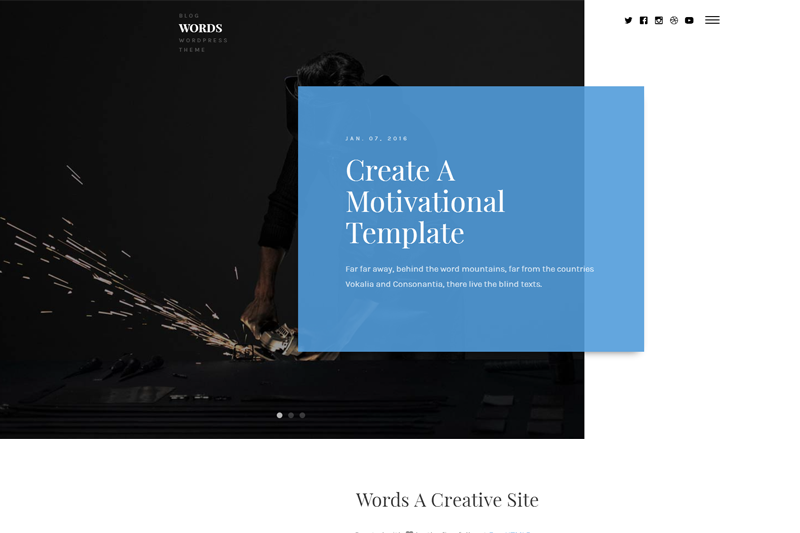 BLOG
WORDS
WORDPRESS
THEME
JAN. 07, 2018
Create A
Motivational
Template
Far far away, behind the word mountains, far from the countries
Vokalia and Consonantia, there live the blind texts.
Words A Creative Site